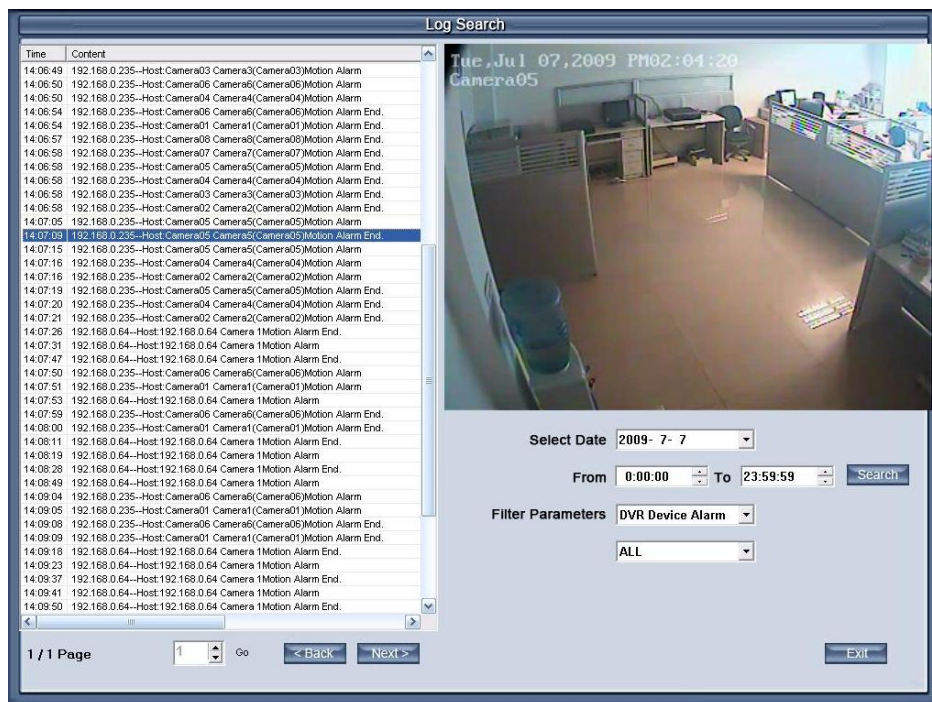 Log Search
Time Content
14:06:49 192.168.0.235--Host:Camera03 Camera3(Camera03)Motion Alarm
14:06:50 192.168.0.235--Host:Camera06 Camera6(Camera06)Motion Alarm
14:06:50 192.168.0.235--Host:Camera04 Camera4(Camera04)Motion Alarm
14:06:54 192.168.0.235--Host:Camera06 Camera6(Camera06)Motion Alarm End.
14:06:54 192.168.0.235--Host:Camera01 Camera1(Camera01)Motion Alarm End.
14:06:57 192.168.0.235--Host:Camera08 Camera8(Camera08)Motion Alarm End.
14:06:58 192.168.0.235--Host:Camera07 Camera7(Camera07)Motion Alarm End.
14:06:58 192.168.0.235--Host:Camera05 Camera5(Camera05)Motion Alarm End.
14:06:58 192.168.0.235--Host:Camera04 Camera4(Camera04)Motion Alarm End.
14:06:58 192.168.0.235--Host:Camera03 Camera3(Camera03)Motion Alarm End.
14:06:58 192.168.0.235--Host:Camera02 Camera2(Camera02)Motion Alarm End.
14:07:05 192.168.0.235--Host:Camera05 Camera5(Camera05)Motion Alarm
14:07:09 192.168.0.235--Host:Camera05 Camera5(Camera05)Motion Alarm End.
14:07:15 192.168.0.235--Host:Camera05 Camera5(Camera05)Motion Alarm
14:07:16 192.168.0.235--Host:Camera04 Camera4(Camera04)Motion Alarm
14:07:16 192.168.0.235--Host:Camera02 Camera2(Camera02)Motion Alarm
14:07:19 192.168.0.235--Host:Camera05 Camera5(Camera05)Motion Alarm End.
14:07:20 192.168.0.235--Host:Camera04 Camera4(Camera04)Motion Alarm End.
14:07:21 192.168.0.235--Host:Camera02 Camera2(Camera02)Motion Alarm End.
14:07:26 192.168.0.64--Host:192.168.0.64 Camera 1Motion Alarm End.
14:07:31 192.168.0.64--Host:192.168.0.64 Camera 1Motion Alarm
14:07:47 192.168.0.64--Host:192.168.0.64 Camera 1Motion Alarm End.
14:07:50 192.168.0.235--Host:Camera06 Camera6(Camera06)Motion Alarm
14:07:51 192.168.0.235--Host:Camera01 Camera1(Camera01)Motion Alarm
14:07:53 192.168.0.64--Host:192.168.0.64 Camera 1Motion Alarm
14:07:59 192.168.0.235--Host:Camera06 Camera6(Camera06)Motion Alarm End.
14:08:00 192.168.0.235--Host:Camera01 Camera1(Camera01)Motion Alarm End.
14:08:11 192.168.0.64--Host:192.168.0.64 Camera 1Motion Alarm End.
14:08:19 192.168.0.64--Host:192.168.0.64 Camera 1Motion Alarm
14:08:28 192.168.0.64--Host:192.168.0.64 Camera 1Motion Alarm End.
14:08:49 192.168.0.64--Host:192.168.0.64 Camera 1Motion Alarm
14:09:04 192.168.0.235--Host:Camera06 Camera6(Camera06)Motion Alarm
14:09:05 192.168.0.235--Host:Camera01 Camera1(Camera01)Motion Alarm
14:09:08 192.168.0.235--Host:Camera06 Camera6(Camera06)Motion Alarm End.
14:09:09 192.168.0.235--Host:Camera01 Camera1(Camera01)Motion Alarm End.
14:09:18 192.168.0.64--Host:192.168.0.64 Camera 1Motion Alarm End.
14:09:23 192.168.0.64--Host:192.168.0.64 Camera 1Motion Alarm
14:09:37 192.168.0.64--Host:192.168.0.64 Camera 1Motion Alarm End.
14:09:41 192.168.0.64--Host:192.168.0.64 Camera 1Motion Alarm
14:09:50 192.168.0.64--Host:192.168.0.64 Camera 1Motion Alarm End.
1 / 1 Page 1 Go < Back Next >
Tue,Jul 07,2009 PM02:04:20
Camera05
Select Date 2009- 7- 7
From 0:00:00 To 23:59:59 Search
Filter Parameters DVR Device Alarm
ALL
Exit